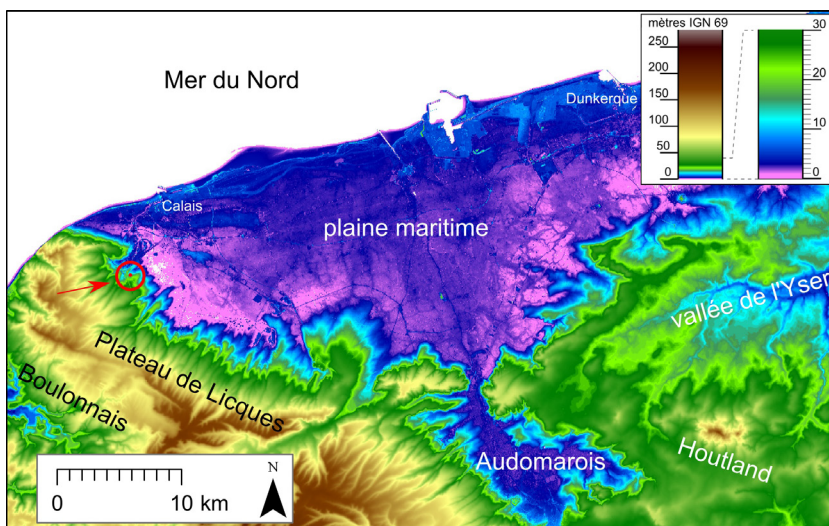 mètres IGN 69
250
200
150
100
50
0
30
20
10
0
Mer du Nord
Dunkerque
Calais
plaine maritime
vallée de l'Yser
Plateau de Licques
Boulonnais
Audomarois
Houtland
0
10 km
N